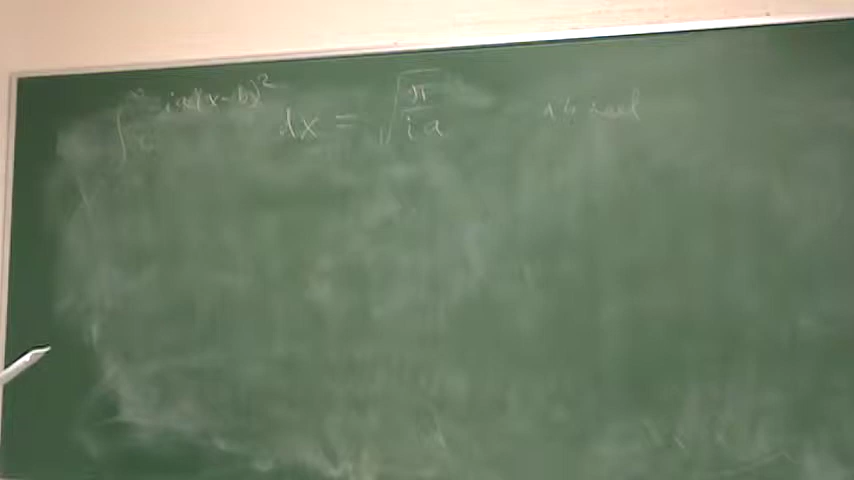 ∫ ia(x-b)² dx = √(π/ia) a, b real